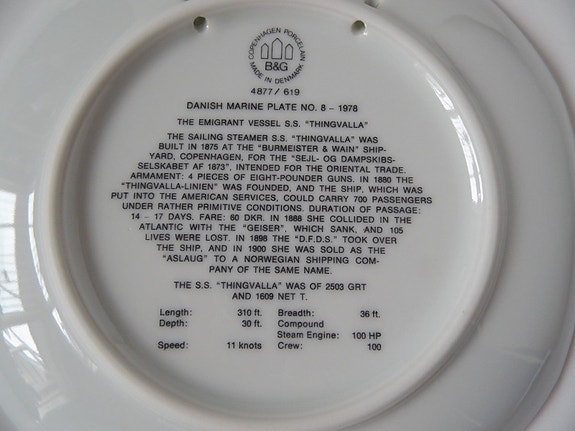 COPENHAGEN PORCELAIN
B&G
MADE IN DENMARK
4877/619
DANISH MARINE PLATE NO. 8 – 1978
THE EMIGRANT VESSEL S.S. "THINGVALLA"
THE SAILING STEAMER S.S. "THINGVALLA" WAS
BUILT IN 1875 AT THE "BURMEISTER & WAIN" SHIP-
YARD, COPENHAGEN, FOR THE "SEJL- OG DAMPSKIBS-
SELSKABET AF 1873", INTENDED FOR THE ORIENTAL TRADE.
ARMAMENT: 4 PIECES OF EIGHT-POUNDER GUNS. IN 1880 THE
"THINGVALLA-LINIEN" WAS FOUNDED, AND THE SHIP, WHICH WAS
PUT INTO THE AMERICAN SERVICES, COULD CARRY 700 PASSENGERS
UNDER RATHER PRIMITIVE CONDITIONS. DURATION OF PASSAGE:
14 – 17 DAYS. FARE: 60 DKR. IN 1888 SHE COLLIDED IN THE
ATLANTIC WITH THE "GEISER", WHICH SANK, AND 105
LIVES WERE LOST. IN 1898 THE "D.F.D.S." TOOK OVER
THE SHIP, AND IN 1900 SHE WAS SOLD AS THE
"ASLAUG" TO A NORWEGIAN SHIPPING COM-
PANY OF THE SAME NAME.
THE S.S. "THINGVALLA" WAS OF 2503 GRT
AND 1609 NET T.
Length: 310 ft. Breadth: 36 ft.
Depth: 30 ft. Compound
Steam Engine: 100 HP
Speed: 11 knots Crew: 100